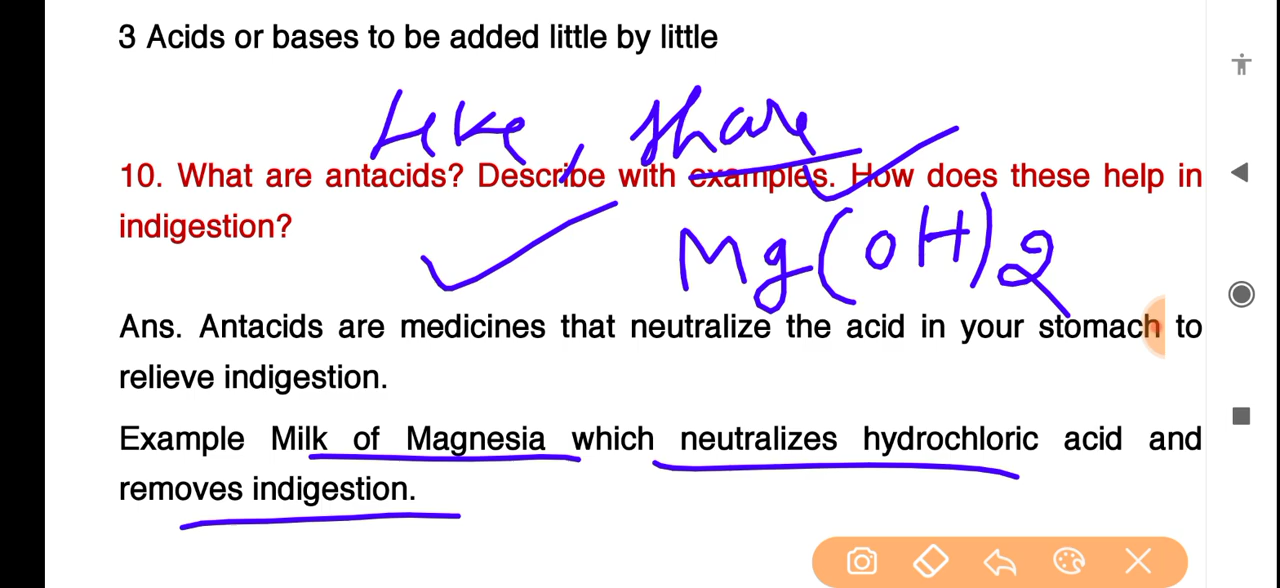 3 Acids or bases to be added little by little
Like, share
10. What are antacids? Describe with examples. How does these help in
indigestion?
Mg(OH)2
Ans. Antacids are medicines that neutralize the acid in your stomach to
relieve indigestion.
Example Milk of Magnesia which neutralizes hydrochloric acid and
removes indigestion.